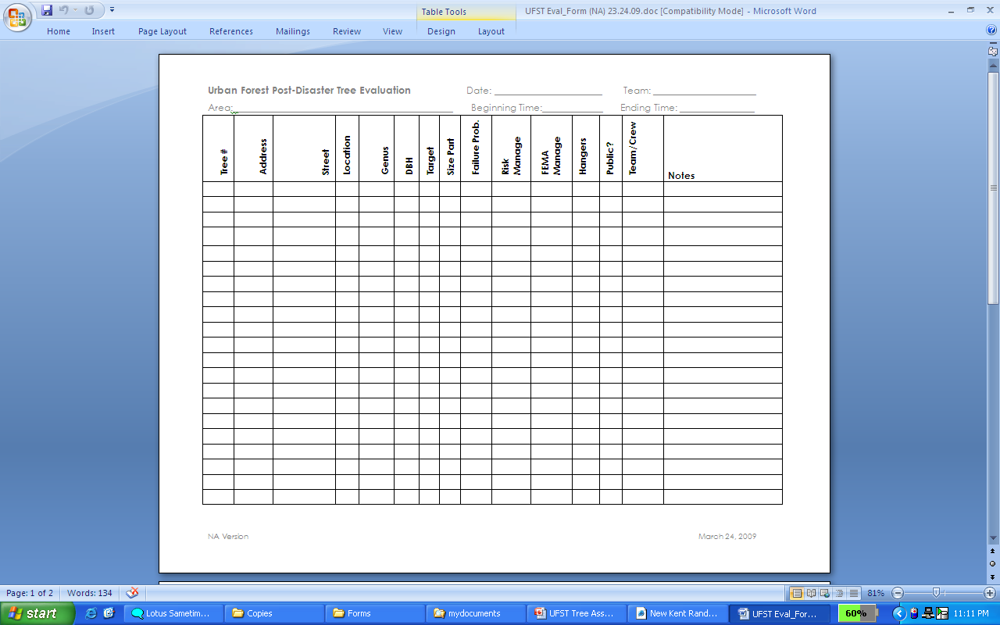 Table Tools
UFST Eval_Form (NA) 23.24.09.doc [Compatibility Mode] - Microsoft Word
Home Insert Page Layout References Mailings Review View Design Layout
Urban Forest Post-Disaster Tree Evaluation Date: ____________________ Team: ____________________
Area:____________________ Beginning Time:____________ Ending Time: ______________
Tree #
Address
Street
Location
Genus
DBH
Target
Size Part
Failure Prob.
Risk
Manage
FEMA
Manage
Hangers
Public?
Team/Crew
Notes
NA Version March 24, 2009
Page: 1 of 2 Words: 134 81%
start Lotus Sametim... Copies Forms mydocuments UFST Tree Ass... New Kent Rand... UFST Eval_For... 60% 11:11 PM